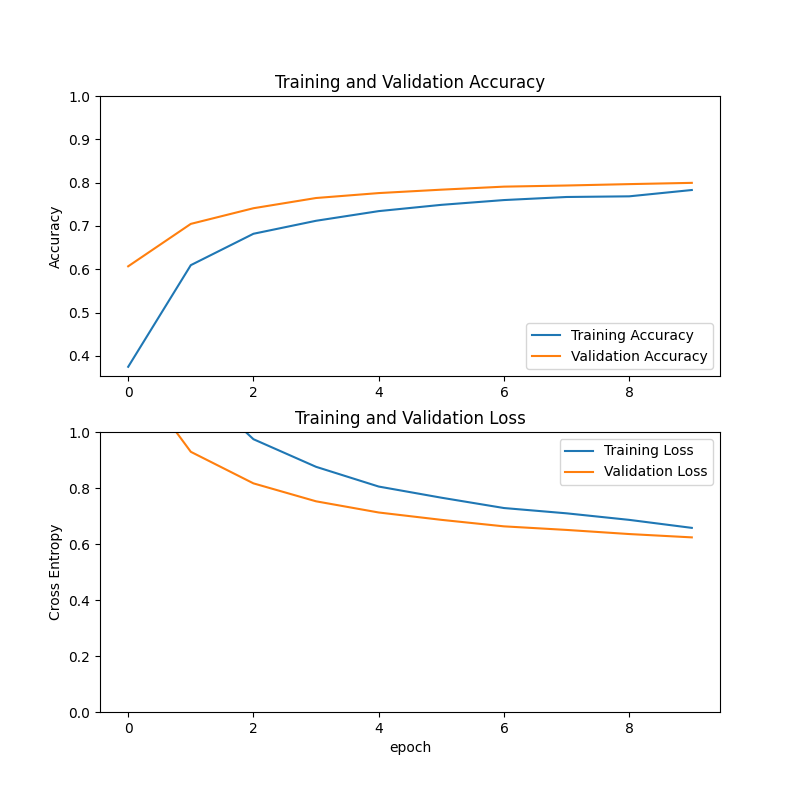 Training and Validation Accuracy
1.0
0.9
0.8
0.7
0.6
0.5
0.4
Accuracy
Training Accuracy
Validation Accuracy
0 2 4 6 8
Training and Validation Loss
1.0
0.8
0.6
0.4
0.2
0.0
Cross Entropy
Training Loss
Validation Loss
0 2 4 6 8
epoch